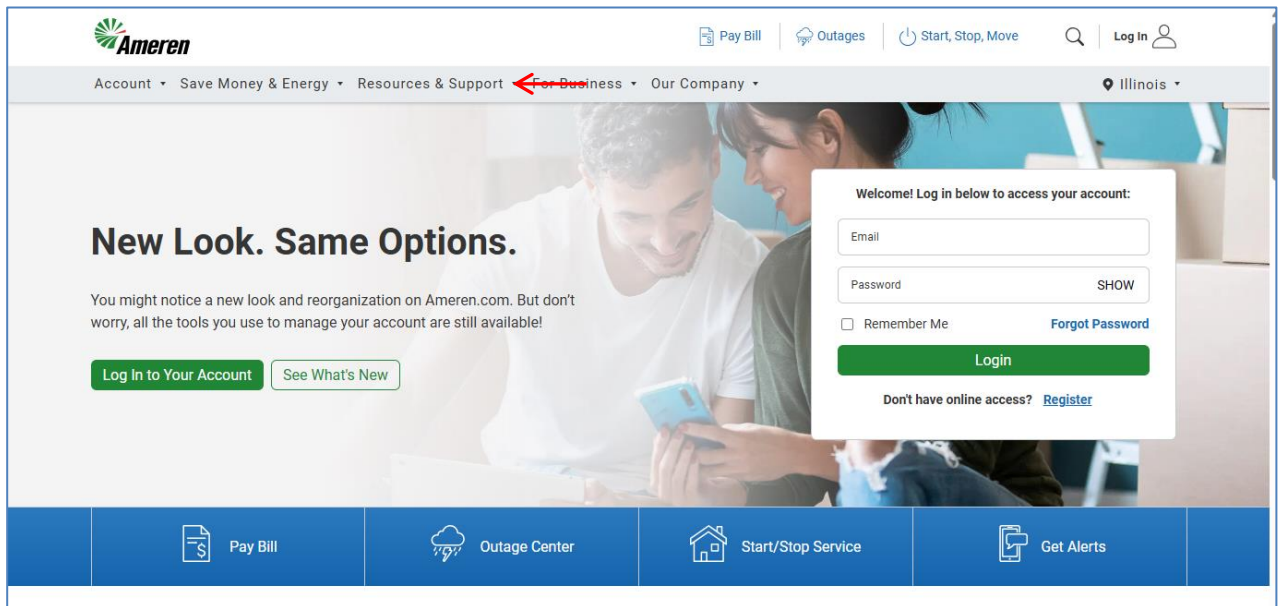 Ameren
Pay Bill
Outages
Start, Stop, Move
Log In
Account
Save Money & Energy
Resources & Support
For Business
Our Company
Illinois
New Look. Same Options.
You might notice a new look and reorganization on Ameren.com. But don't
worry, all the tools you use to manage your account are still available!
Log In to Your Account
See What's New
Welcome! Log in below to access your account:
Email
Password
SHOW
Remember Me
Forgot Password
Login
Don't have online access? Register
Pay Bill
Outage Center
Start/Stop Service
Get Alerts